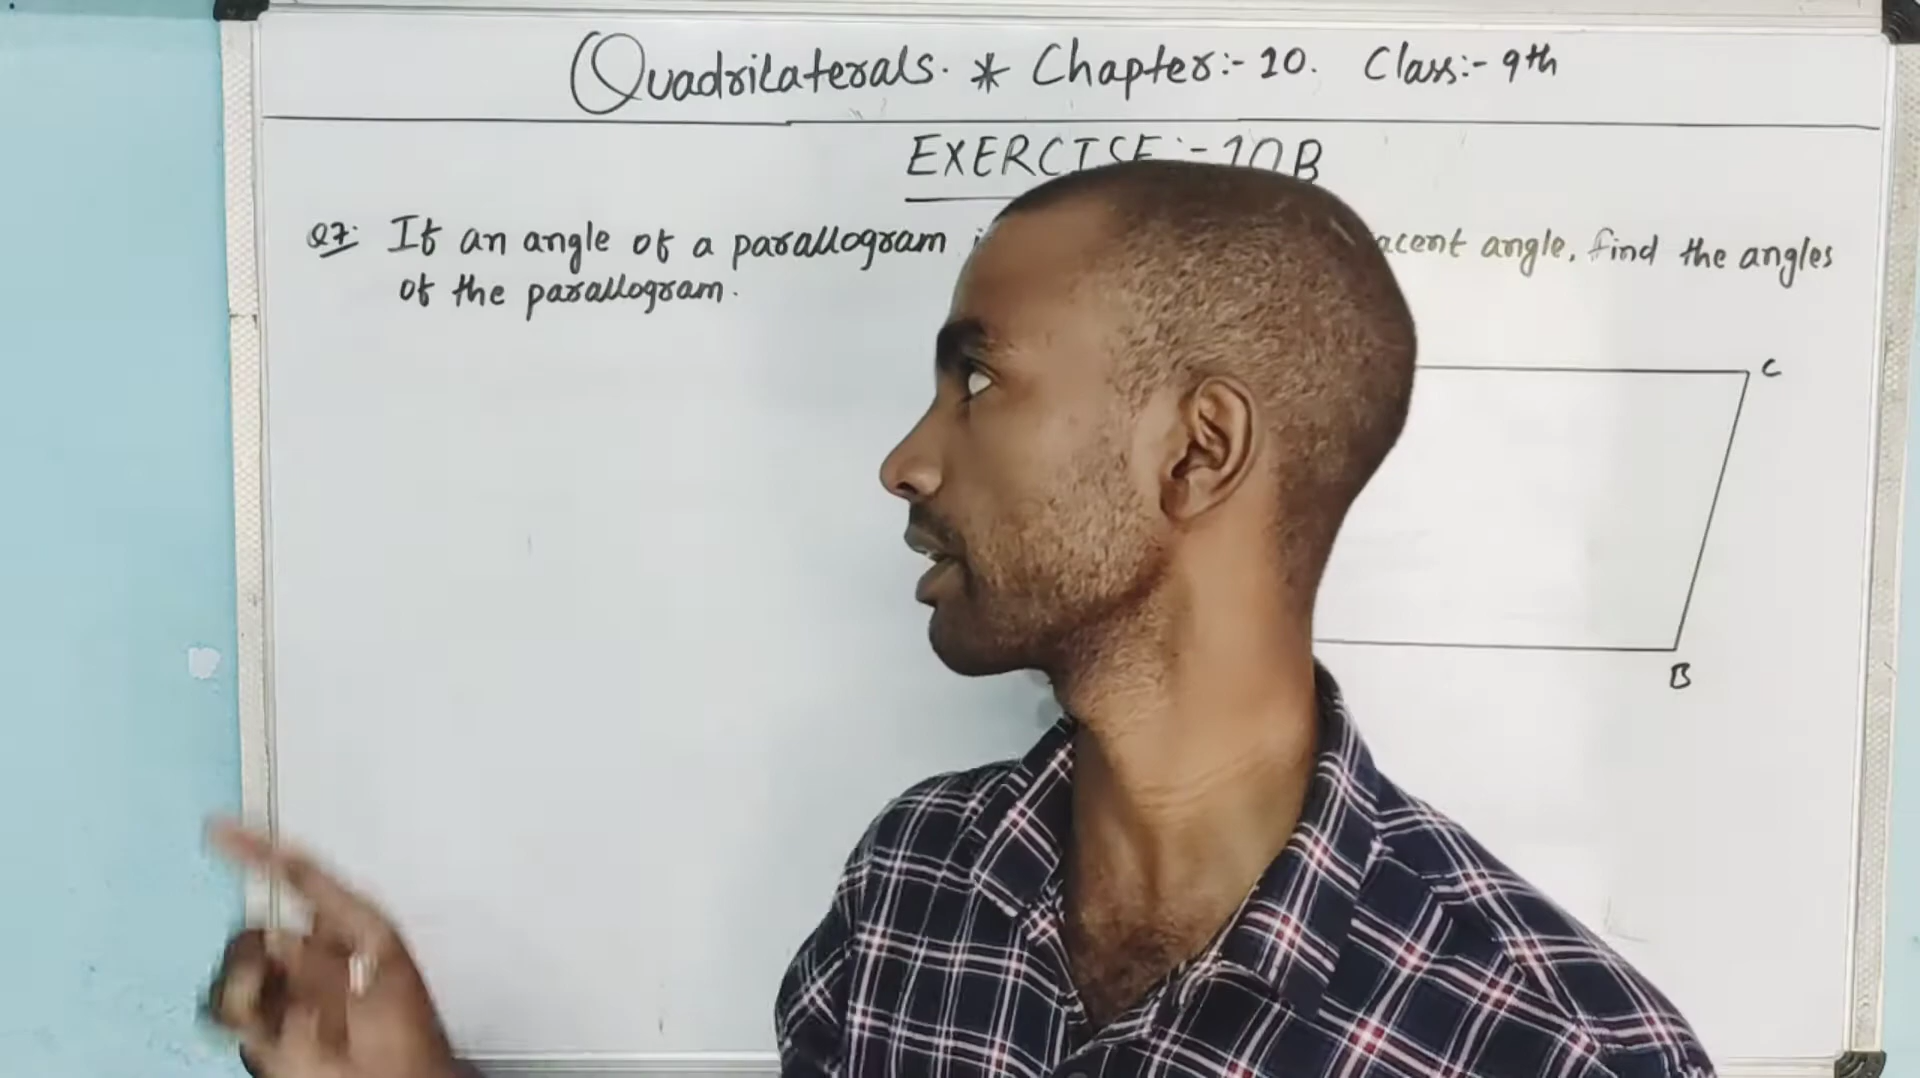 Quadrilaterals. * Chapter:- 10. Class:- 9th
EXERCISE:- 10B
Q7. If an angle of a parallogram angle, find the angles
of the parallogram.
C
B